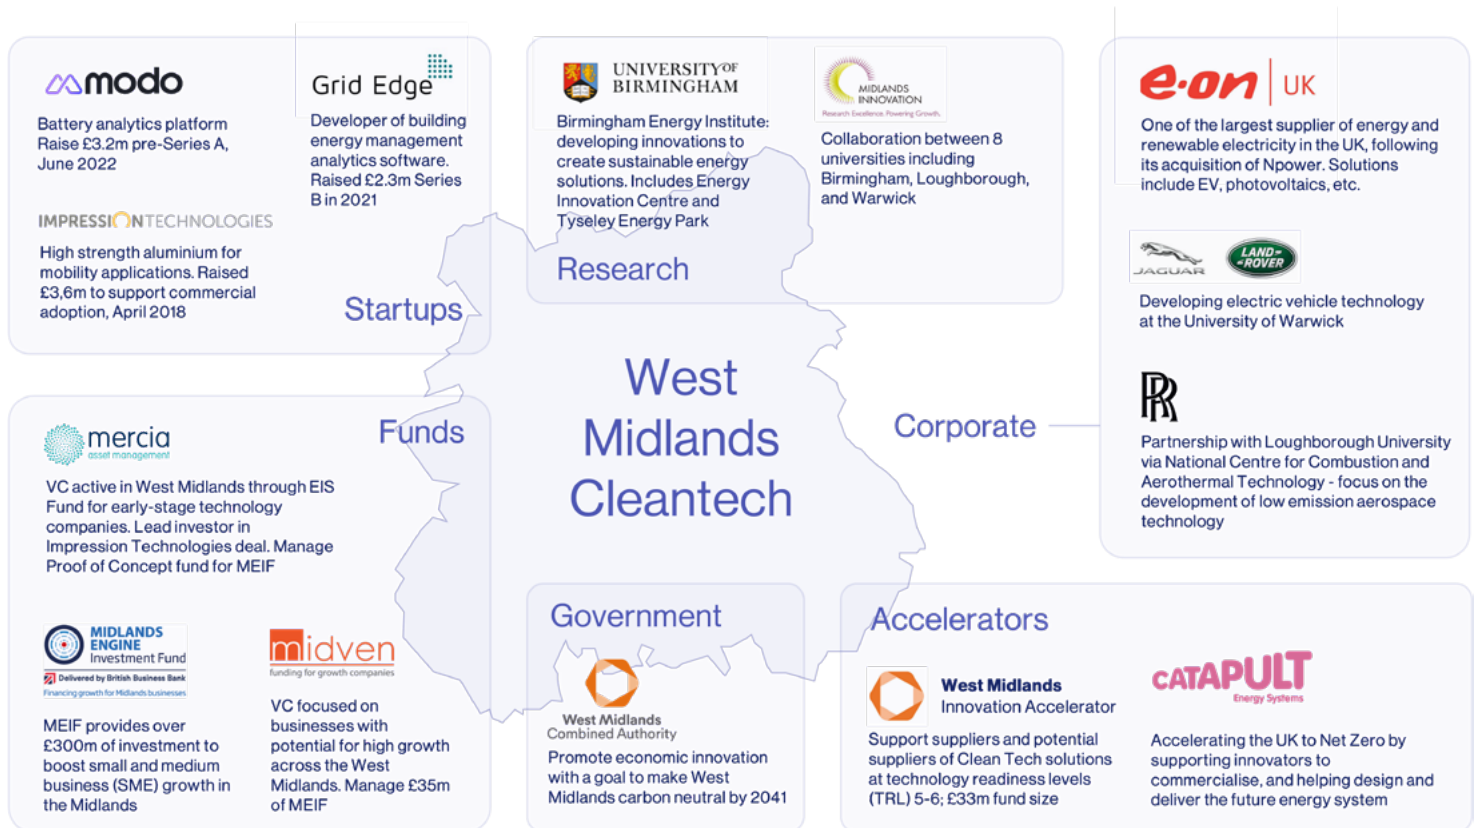 modo
Battery analytics platform
Raise £3.2m pre-Series A,
June 2022
Grid Edge
Developer of building
energy management
analytics software.
Raised £2.3m Series
B in 2021
IMPRESSION TECHNOLOGIES
High strength aluminium for
mobility applications. Raised
£3,6m to support commercial
adoption, April 2018
Startups
UNIVERSITY OF
BIRMINGHAM
Birmingham Energy Institute:
developing innovations to
create sustainable energy
solutions. Includes Energy
Innovation Centre and
Tyseley Energy Park
MIDLANDS
INNOVATION
Research Excellence. Powering Growth.
Collaboration between 8
universities including
Birmingham, Loughborough,
and Warwick
Research
e·on UK
One of the largest supplier of energy and
renewable electricity in the UK, following
its acquisition of Npower. Solutions
include EV, photovoltaics, etc.
JAGUAR
LAND-
-ROVER
Developing electric vehicle technology
at the University of Warwick
RR
Partnership with Loughborough University
via National Centre for Combustion and
Aerothermal Technology - focus on the
development of low emission aerospace
technology
Corporate
West
Midlands
Cleantech
Funds
mercia
asset management
VC active in West Midlands through EIS
Fund for early-stage technology
companies. Lead investor in
Impression Technologies deal. Manage
Proof of Concept fund for MEIF
MIDLANDS
ENGINE
Investment Fund
Delivered by British Business Bank
Financing growth for Midlands businesses
MEIF provides over
£300m of investment to
boost small and medium
business (SME) growth in
the Midlands
midven
funding for growth companies
VC focused on
businesses with
potential for high growth
across the West
Midlands. Manage £35m
of MEIF
Government
West Midlands
Combined Authority
Promote economic innovation
with a goal to make West
Midlands carbon neutral by 2041
Accelerators
West Midlands
Innovation Accelerator
Support suppliers and potential
suppliers of Clean Tech solutions
at technology readiness levels
(TRL) 5-6; £33m fund size
CATAPULT
Energy Systems
Accelerating the UK to Net Zero by
supporting innovators to
commercialise, and helping design and
deliver the future energy system